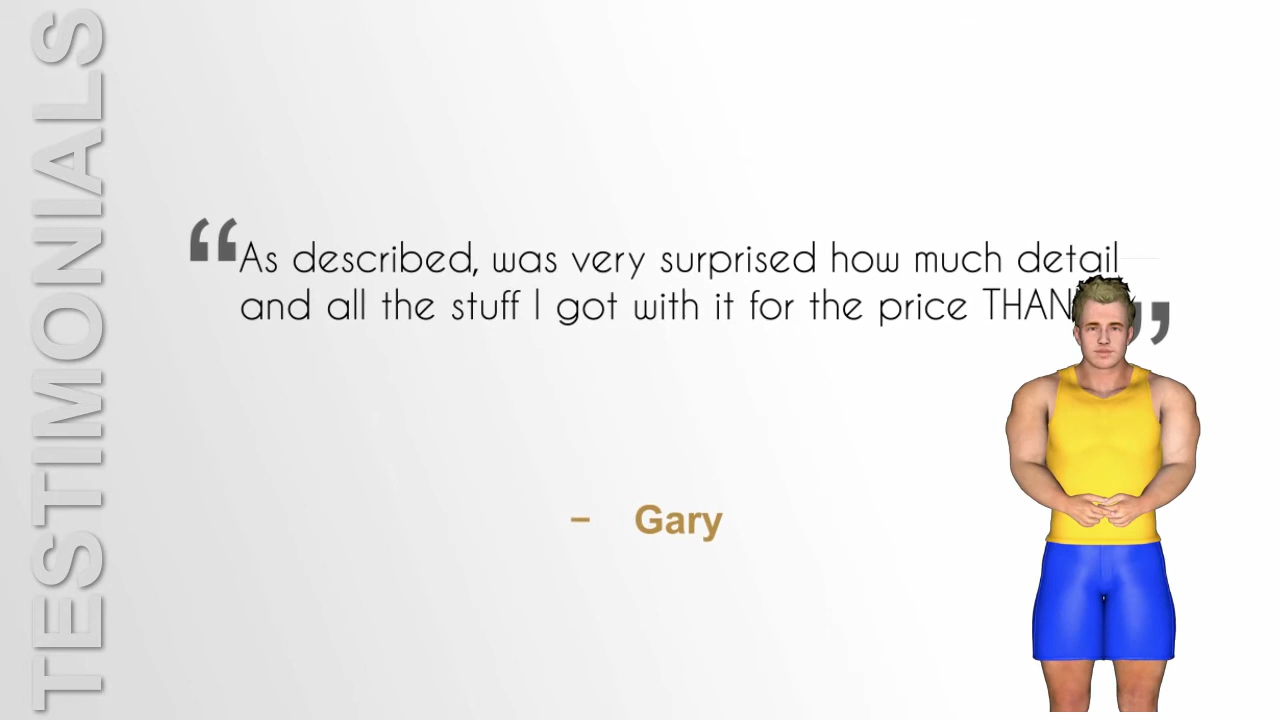 TESTIMONIALS
“As described, was very surprised how much detail
and all the stuff I got with it for the price ”
– Gary